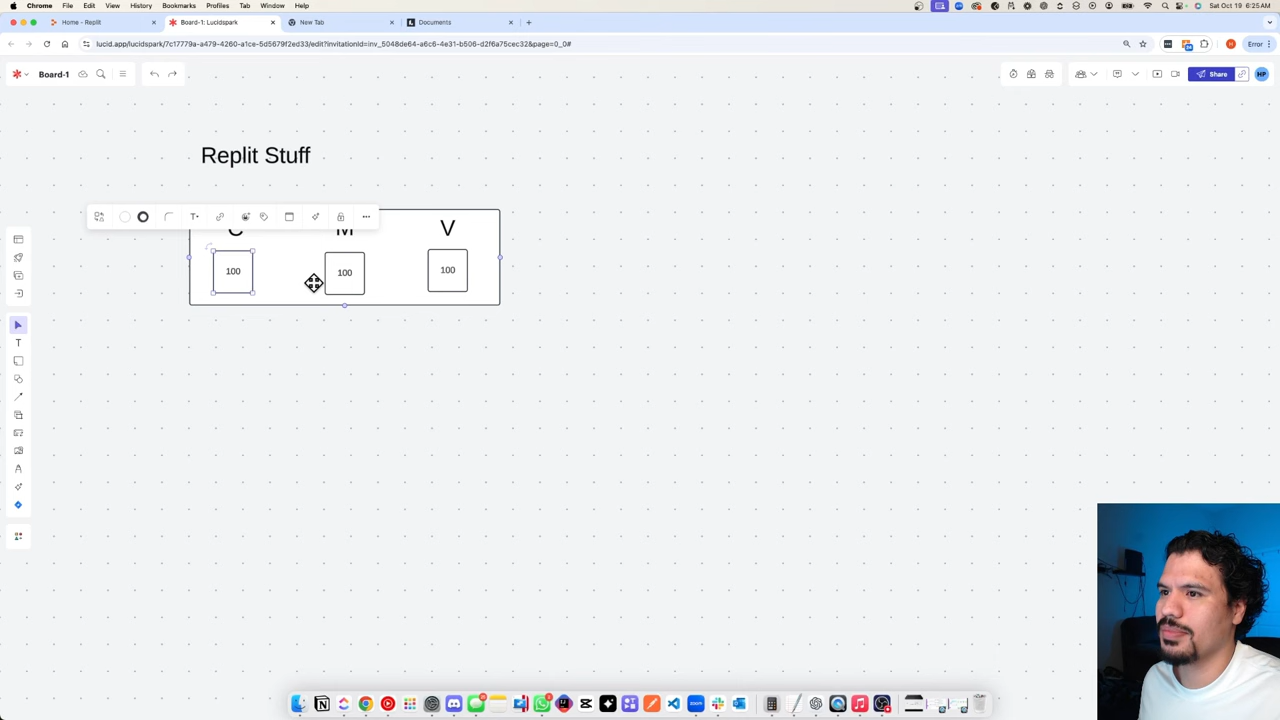 Chrome File Edit View History Bookmarks Profiles Tab Window Help
Sat Oct 19 6:25 AM
Home - Replit
Board-1: Lucidspark
New Tab
Documents
lucid.app/lucidspark/7c17779a-a479-4260-a1ce-5d5679f2ed33/edit?invitationId=inv_5048de64-a6c6-4e31-b506-d2f6a75cec32&page=0_0#
Error
Board-1
Share
HP
Replit Stuff
C M V
100 100 100